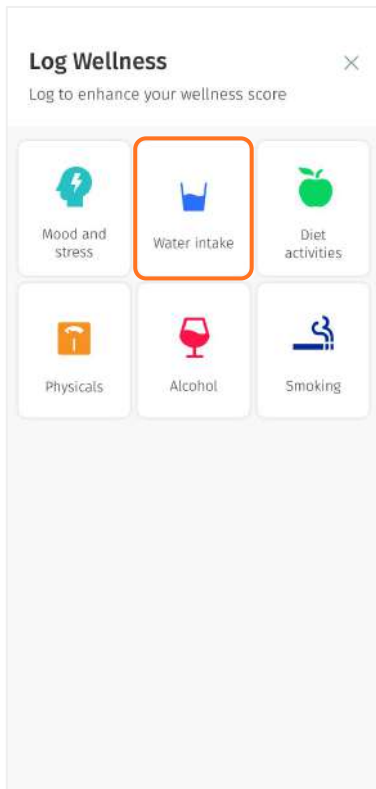 Log Wellness
Log to enhance your wellness score
Mood and
stress
Water intake
Diet
activities
Physicals
Alcohol
Smoking